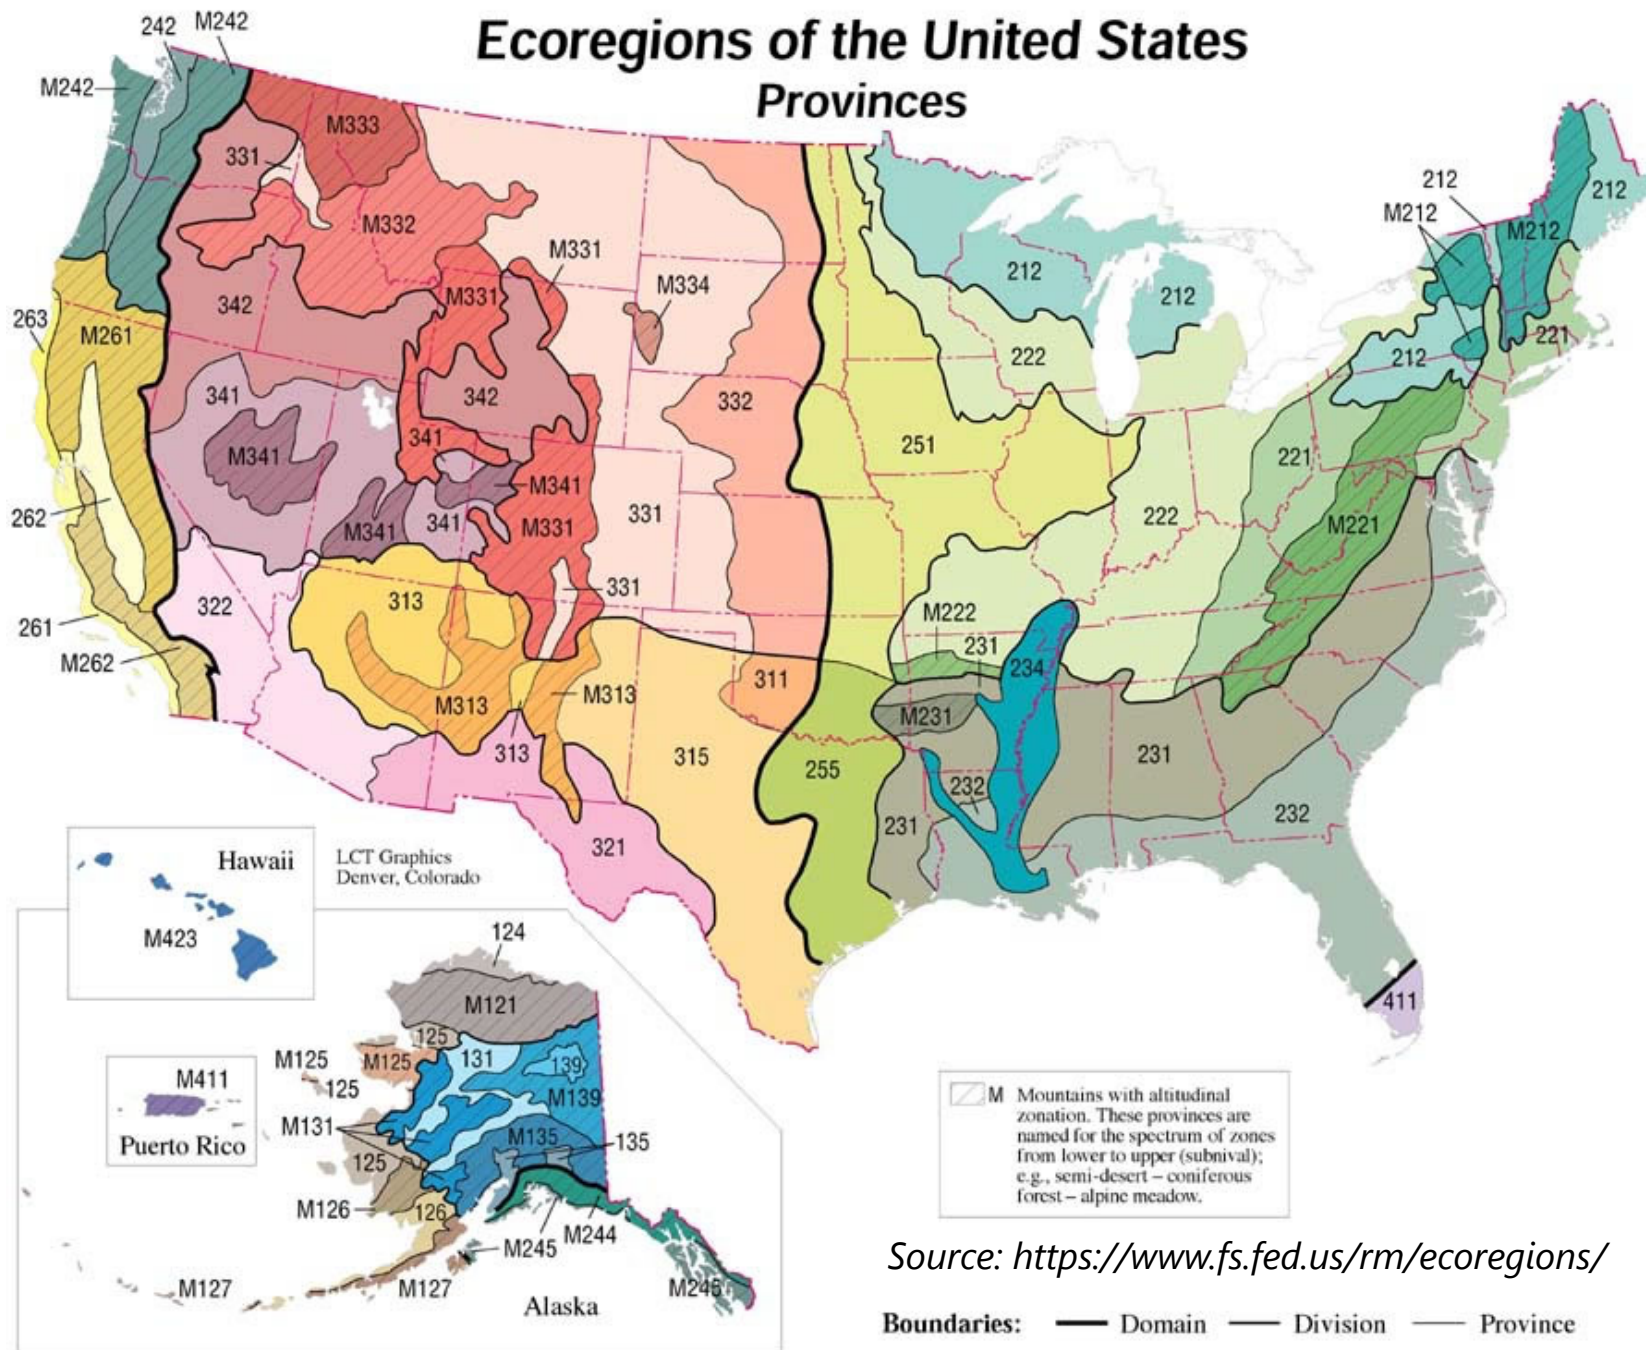 Ecoregions of the United States
Provinces
242
M242
M242
M333
331
M332
M331
M331
M334
342
263
M261
341
M341
342
341
332
M341
M341
341
M331
331
262
322
313
331
261
M262
M313
M313
311
315
313
321
212
212
212
M212
M212
212
212
221
222
251
222
221
M221
M222
231
234
M231
231
255
232
231
232
411
Hawaii
M423
LCT Graphics
Denver, Colorado
124
M121
125
M125
M125
125
131
139
M139
M131
M135
135
125
M126
126
M245
M244
M127
M127
M245
Alaska
M411
Puerto Rico
M Mountains with altitudinal
zonation. These provinces are
named for the spectrum of zones
from lower to upper (subnival);
e.g., semi-desert – coniferous
forest – alpine meadow.
Source: https://www.fs.fed.us/rm/ecoregions/
Boundaries: Domain Division Province